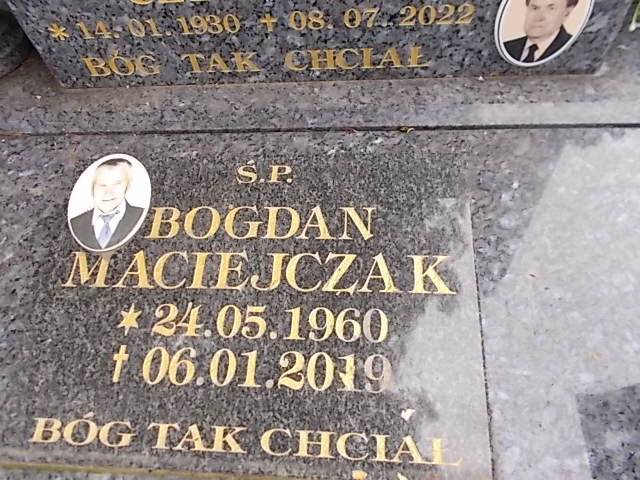 * 14.01.1930 ✝ 08.07.2022
BÓG TAK CHCIAŁ
Ś.P.
BOGDAN
MACIEJCZAK
* 24.05.1960
✝ 06.01.2019
BÓG TAK CHCIAŁ